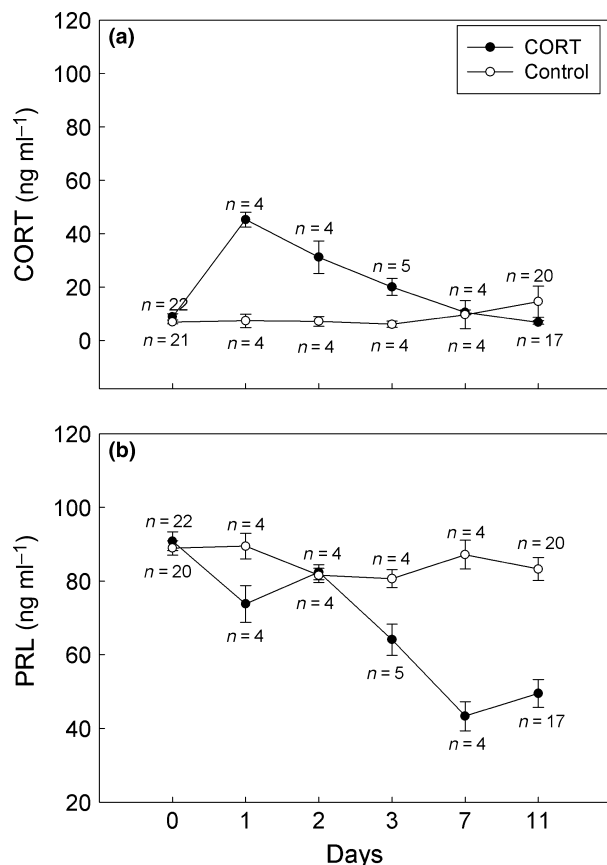 (a)
CORT
Control
120
100
80
60
40
20
0
CORT (ng ml⁻¹)
n = 22
n = 4
n = 4
n = 5
n = 4
n = 20
n = 21
n = 4
n = 4
n = 4
n = 4
n = 17
(b)
120
100
80
60
40
20
PRL (ng ml⁻¹)
n = 22
n = 4
n = 4
n = 4
n = 4
n = 20
n = 20
n = 4
n = 4
n = 5
n = 4
n = 17
0 1 2 3 7 11
Days